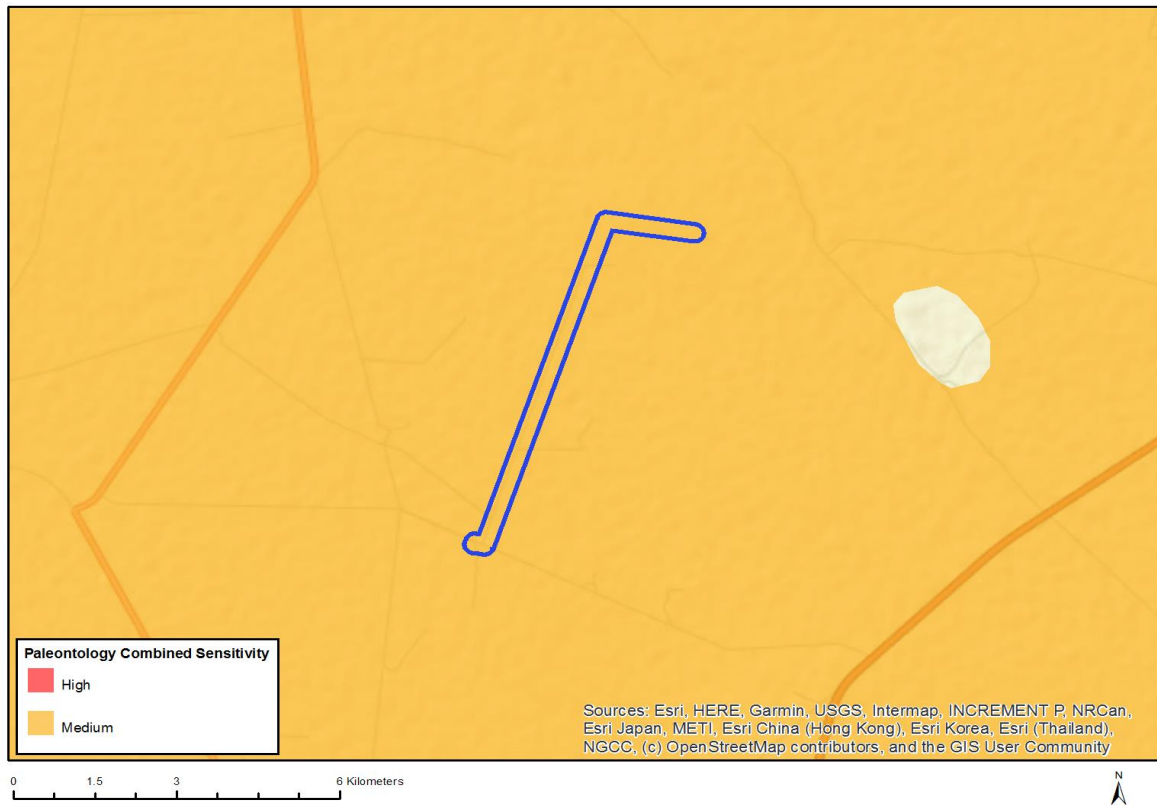 Paleontology Combined Sensitivity
High
Medium
Sources: Esri, HERE, Garmin, USGS, Intermap, INCREMENT P, NRCan,
Esri Japan, METI, Esri China (Hong Kong), Esri Korea, Esri (Thailand),
NGCC, (c) OpenStreetMap contributors, and the GIS User Community
0 1.5 3 6 Kilometers
N